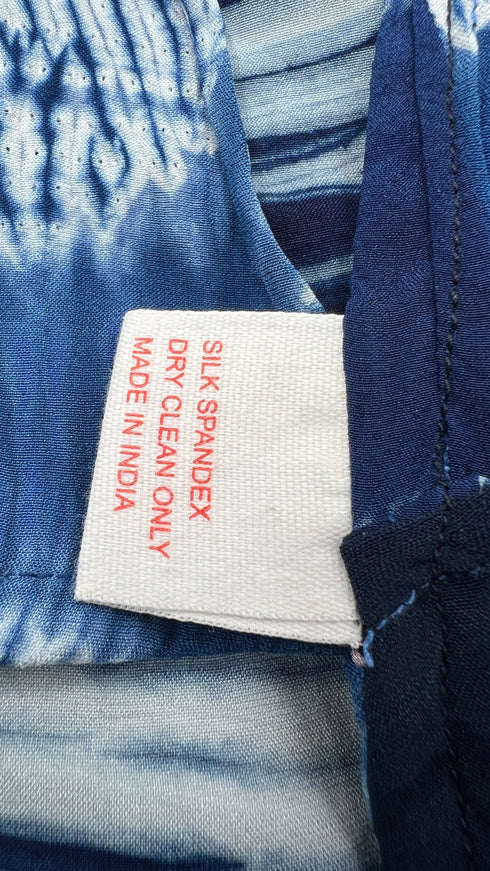 SILK SPANDEX
DRY CLEAN ONLY
MADE IN INDIA